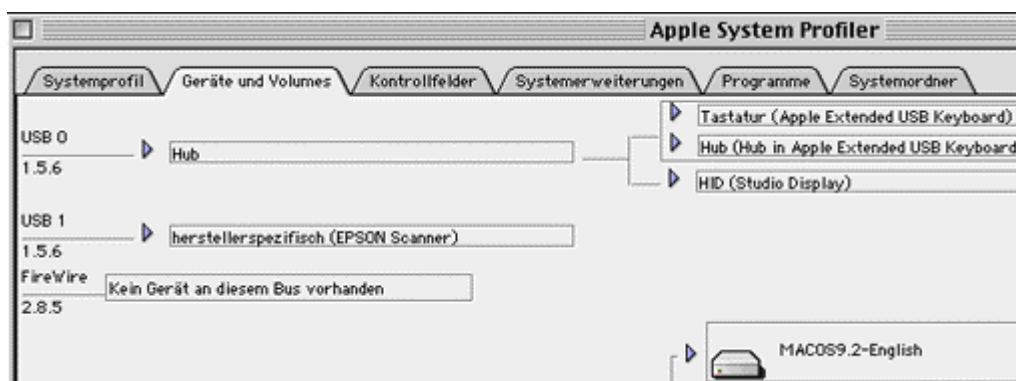 Apple System Profiler
Systemprofil Geräte und Volumes Kontrollfelder Systemerweiterungen Programme Systemordner
Tastatur (Apple Extended USB Keyboard)
USB 0
Hub
Hub (Hub in Apple Extended USB Keyboard
1.5.6
HID (Studio Display)
USB 1
herstellerspezifisch (EPSON Scanner)
1.5.6
FireWire
Kein Gerät an diesem Bus vorhanden
2.8.5
MACOS9.2-English